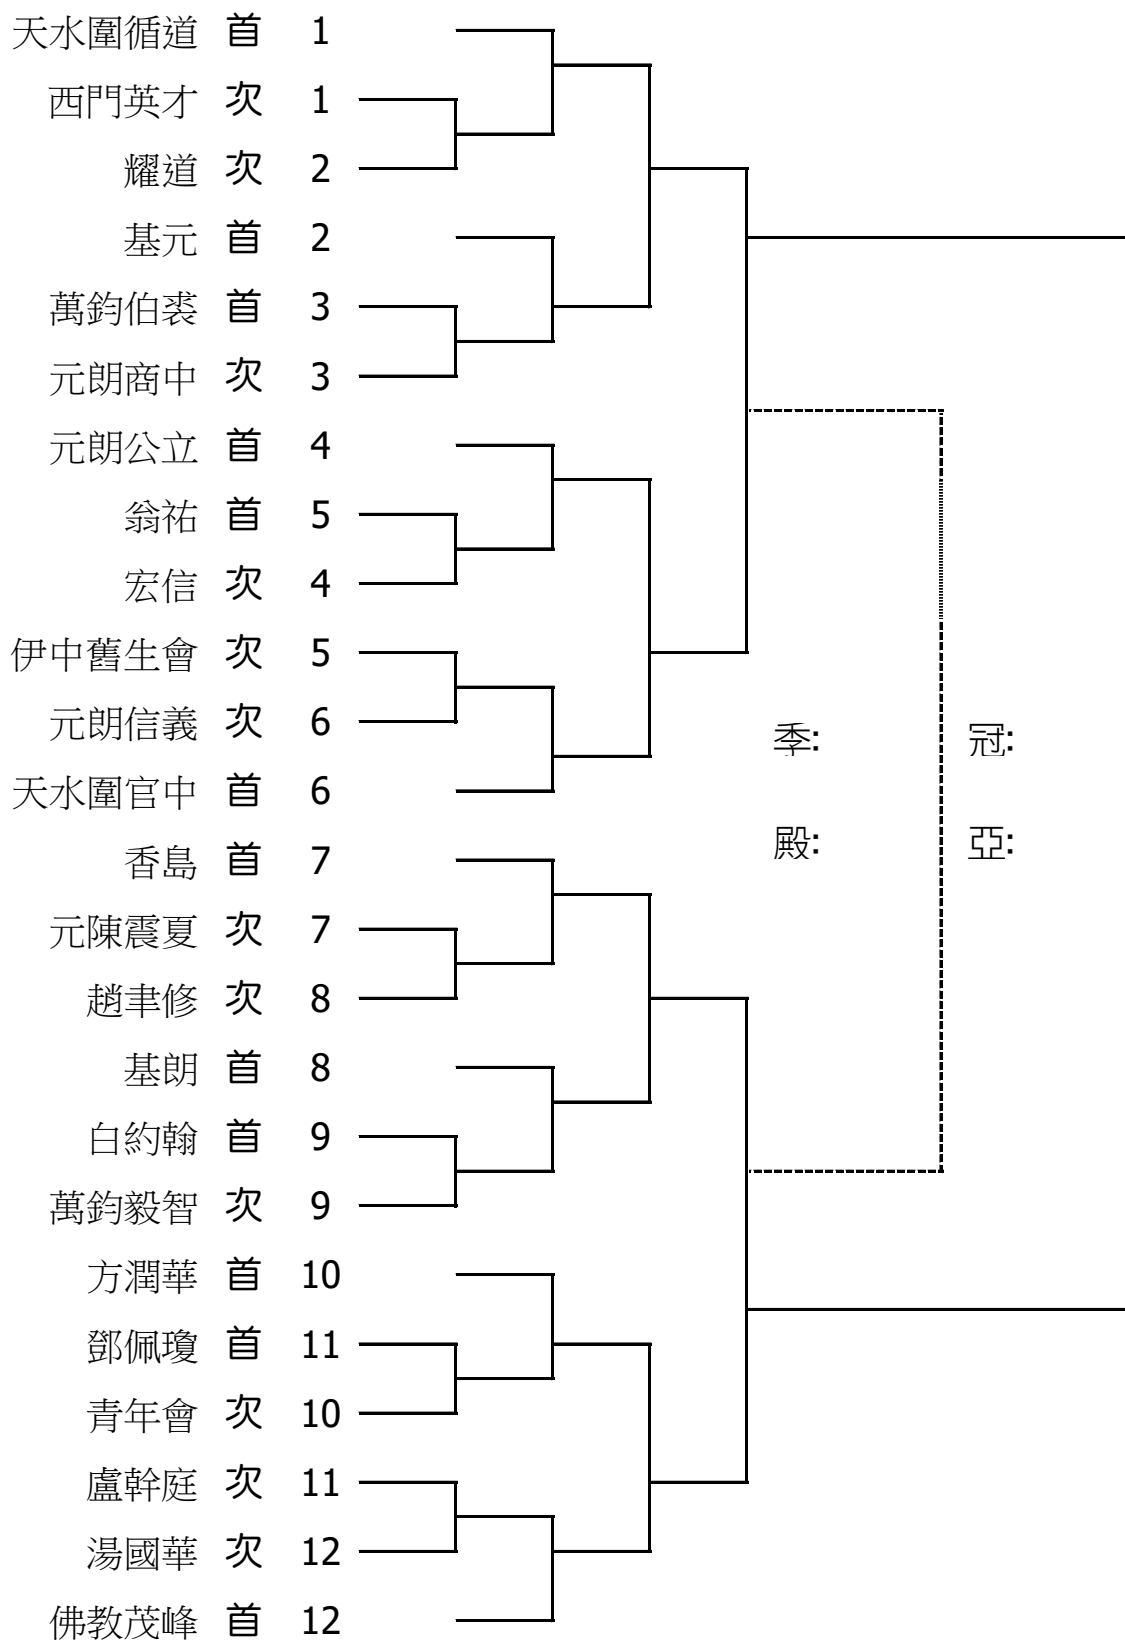 天水圍循道 首 1
西門英才 次 1
耀道 次 2
基元 首 2
萬鈞伯裘 首 3
元朗商中 次 3
元朗公立 首 4
翁祐 首 5
宏信 次 4
伊中舊生會 次 5
元朗信義 次 6
季: 冠:
天水圍官中 首 6
殿: 亞:
香島 首 7
元陳震夏 次 7
趙聿修 次 8
基朗 首 8
白約翰 首 9
萬鈞毅智 次 9
方潤華 首 10
鄧佩瓊 首 11
青年會 次 10
盧幹庭 次 11
湯國華 次 12
佛教茂峰 首 12